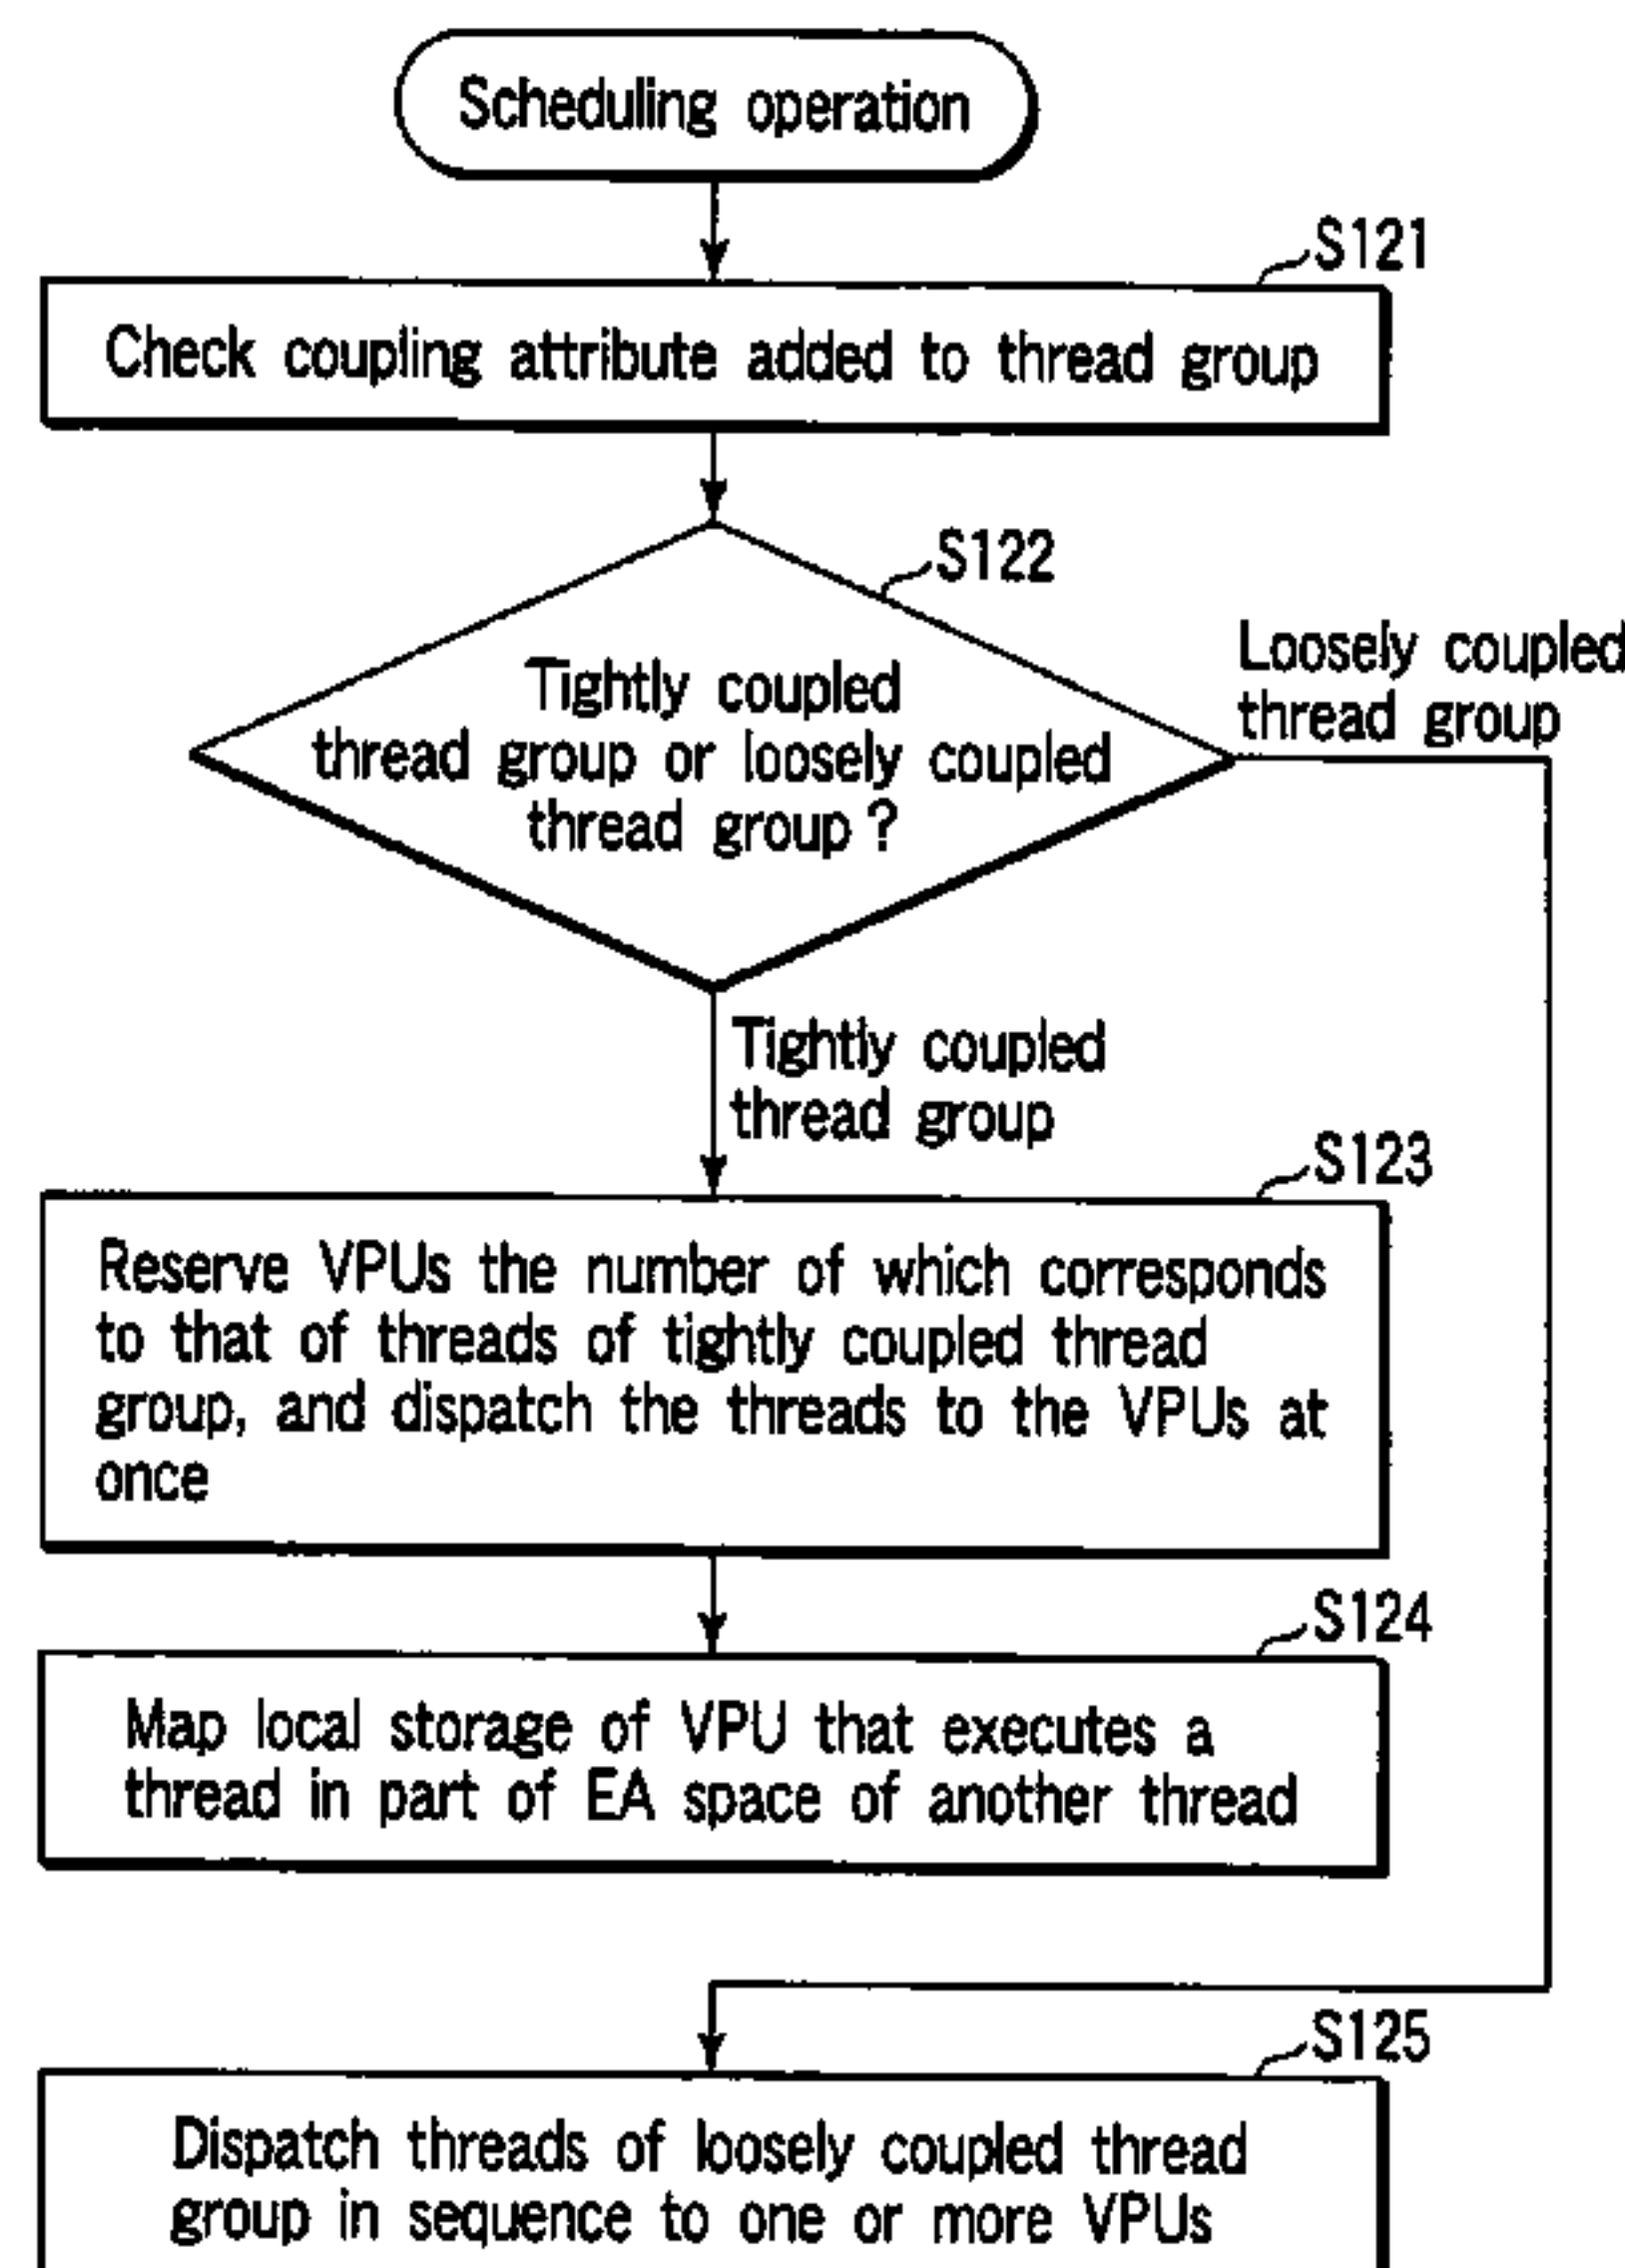 Scheduling operation
S121
Check coupling attribute added to thread group
S122
Tightly coupled
thread group or loosely coupled
thread group ?
Loosely coupled
thread group
Tightly coupled
thread group
S123
Reserve VPUs the number of which corresponds
to that of threads of tightly coupled thread
group, and dispatch the threads to the VPUs at
once
S124
Map local storage of VPU that executes a
thread in part of EA space of another thread
S125
Dispatch threads of loosely coupled thread
group in sequence to one or more VPUs